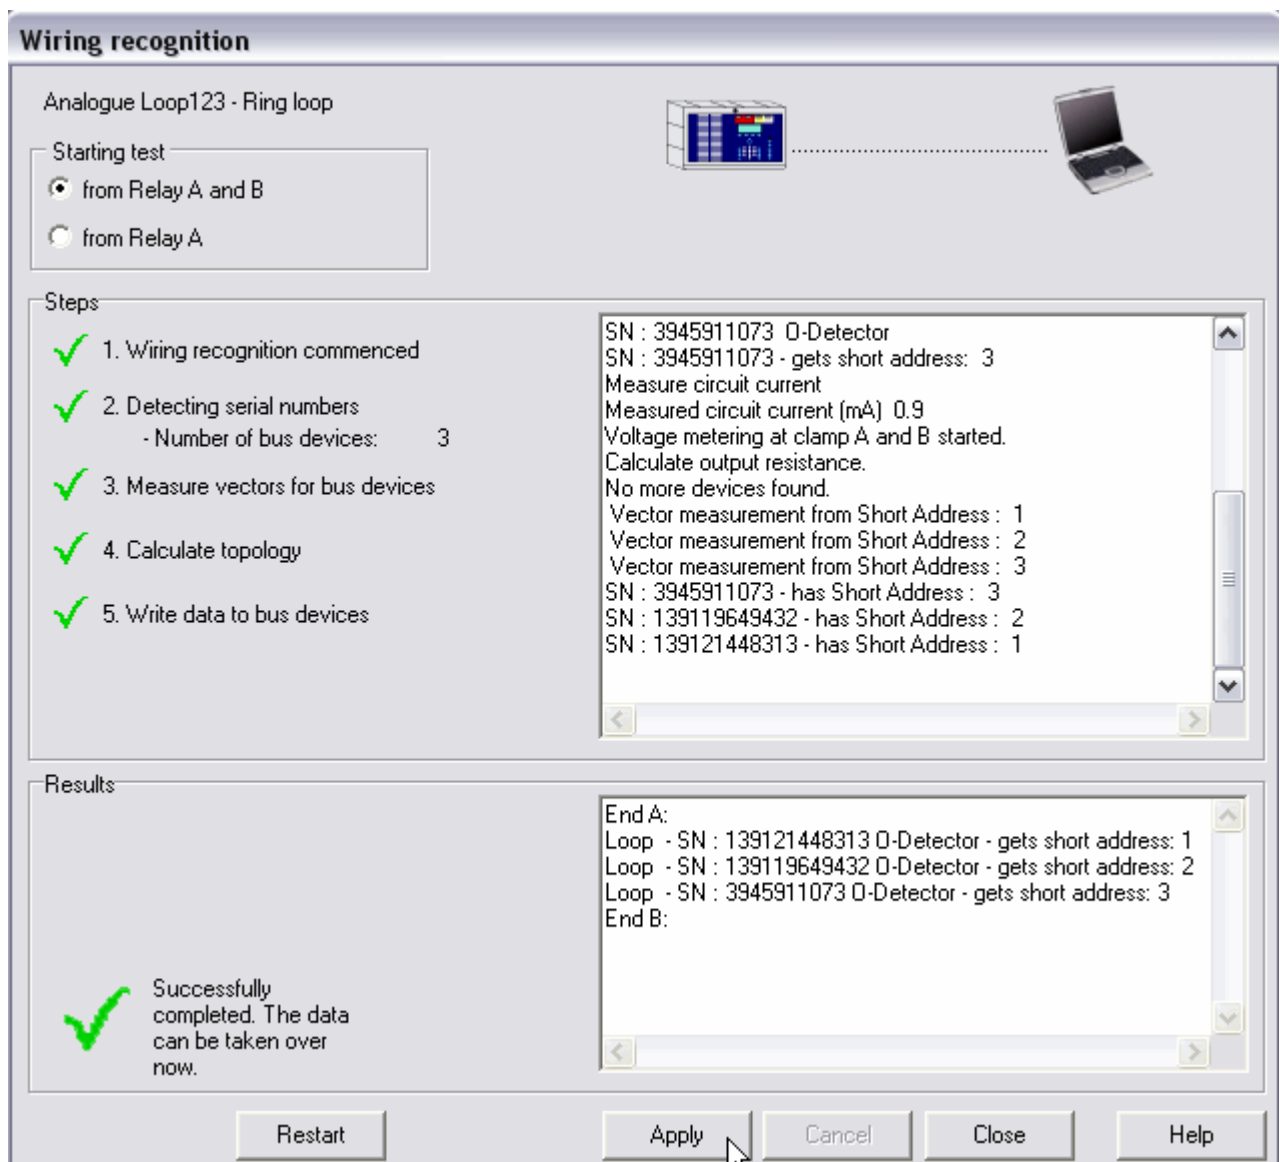 Wiring recognition
Analogue Loop123 - Ring loop
Starting test
from Relay A and B
from Relay A
Steps
1. Wiring recognition commenced
2. Detecting serial numbers
- Number of bus devices: 3
3. Measure vectors for bus devices
4. Calculate topology
5. Write data to bus devices
SN : 3945911073 O-Detector
SN : 3945911073 - gets short address: 3
Measure circuit current
Measured circuit current (mA) 0.9
Voltage metering at clamp A and B started.
Calculate output resistance.
No more devices found.
Vector measurement from Short Address : 1
Vector measurement from Short Address : 2
Vector measurement from Short Address : 3
SN : 3945911073 - has Short Address : 3
SN : 139119649432 - has Short Address : 2
SN : 139121448313 - has Short Address : 1
Results
Successfully
completed. The data
can be taken over
now.
End A:
Loop - SN : 139121448313 O-Detector - gets short address: 1
Loop - SN : 139119649432 O-Detector - gets short address: 2
Loop - SN : 3945911073 O-Detector - gets short address: 3
End B:
Restart
Apply
Cancel
Close
Help